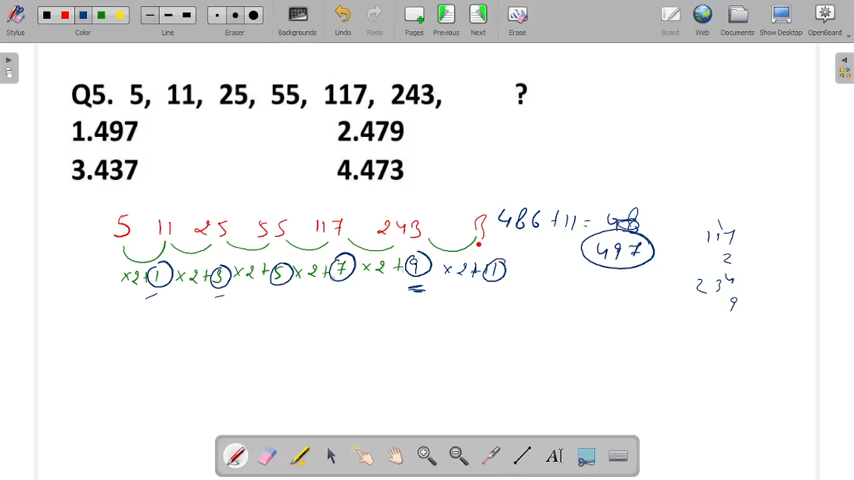 Stylus Color Line Eraser Backgrounds Undo Redo Pages Previous Next Erase Board Web Documents Show Desktop OpenBoard
Q5. 5, 11, 25, 55, 117, 243, ?
1.497 2.479
3.437 4.473
5 11 25 55 117 243 486+11=
497
×2+1 ×2+3 ×2+5 ×2+7 ×2+9 ×2+11
1
117
2
234
9